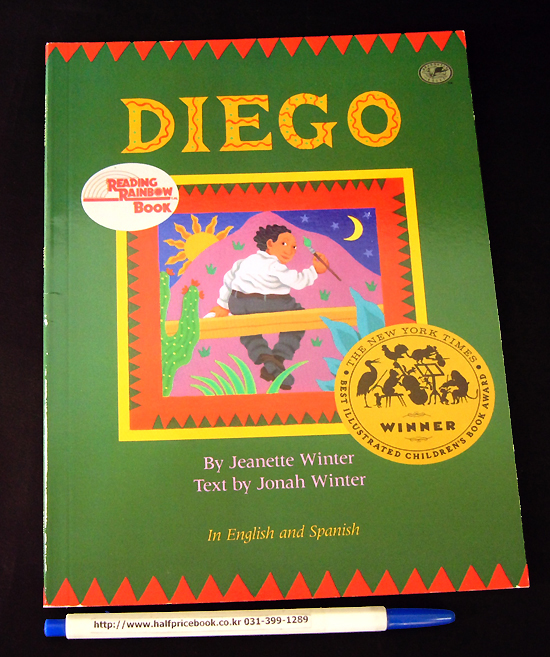 DIEGO
READING
RAINBOW
BOOK
THE NEW YORK TIMES
BEST ILLUSTRATED CHILDREN'S BOOK AWARD
WINNER
By Jeanette Winter
Text by Jonah Winter
In English and Spanish
http://www.halfpricebook.co.kr 031-399-1289